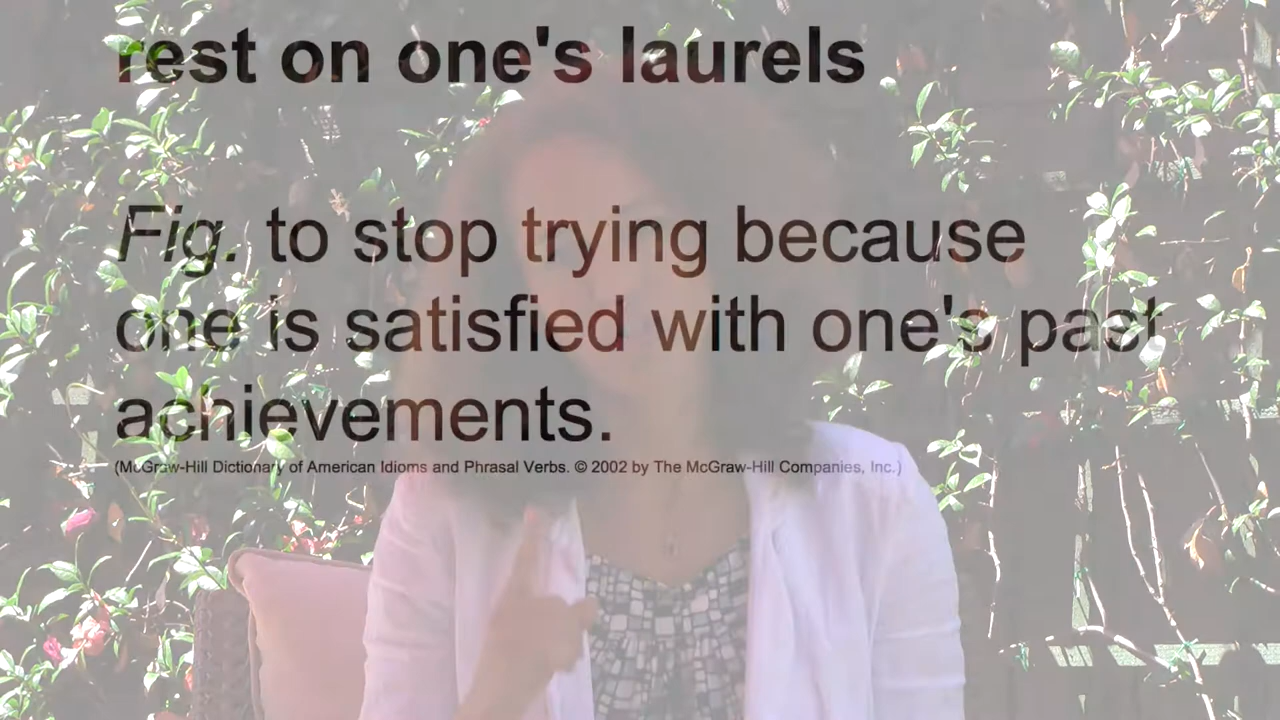 rest on one's laurels
Fig. to stop trying because
one is satisfied with one's past
achievements.
(McGraw-Hill Dictionary of American Idioms and Phrasal Verbs. © 2002 by The McGraw-Hill Companies, Inc.)